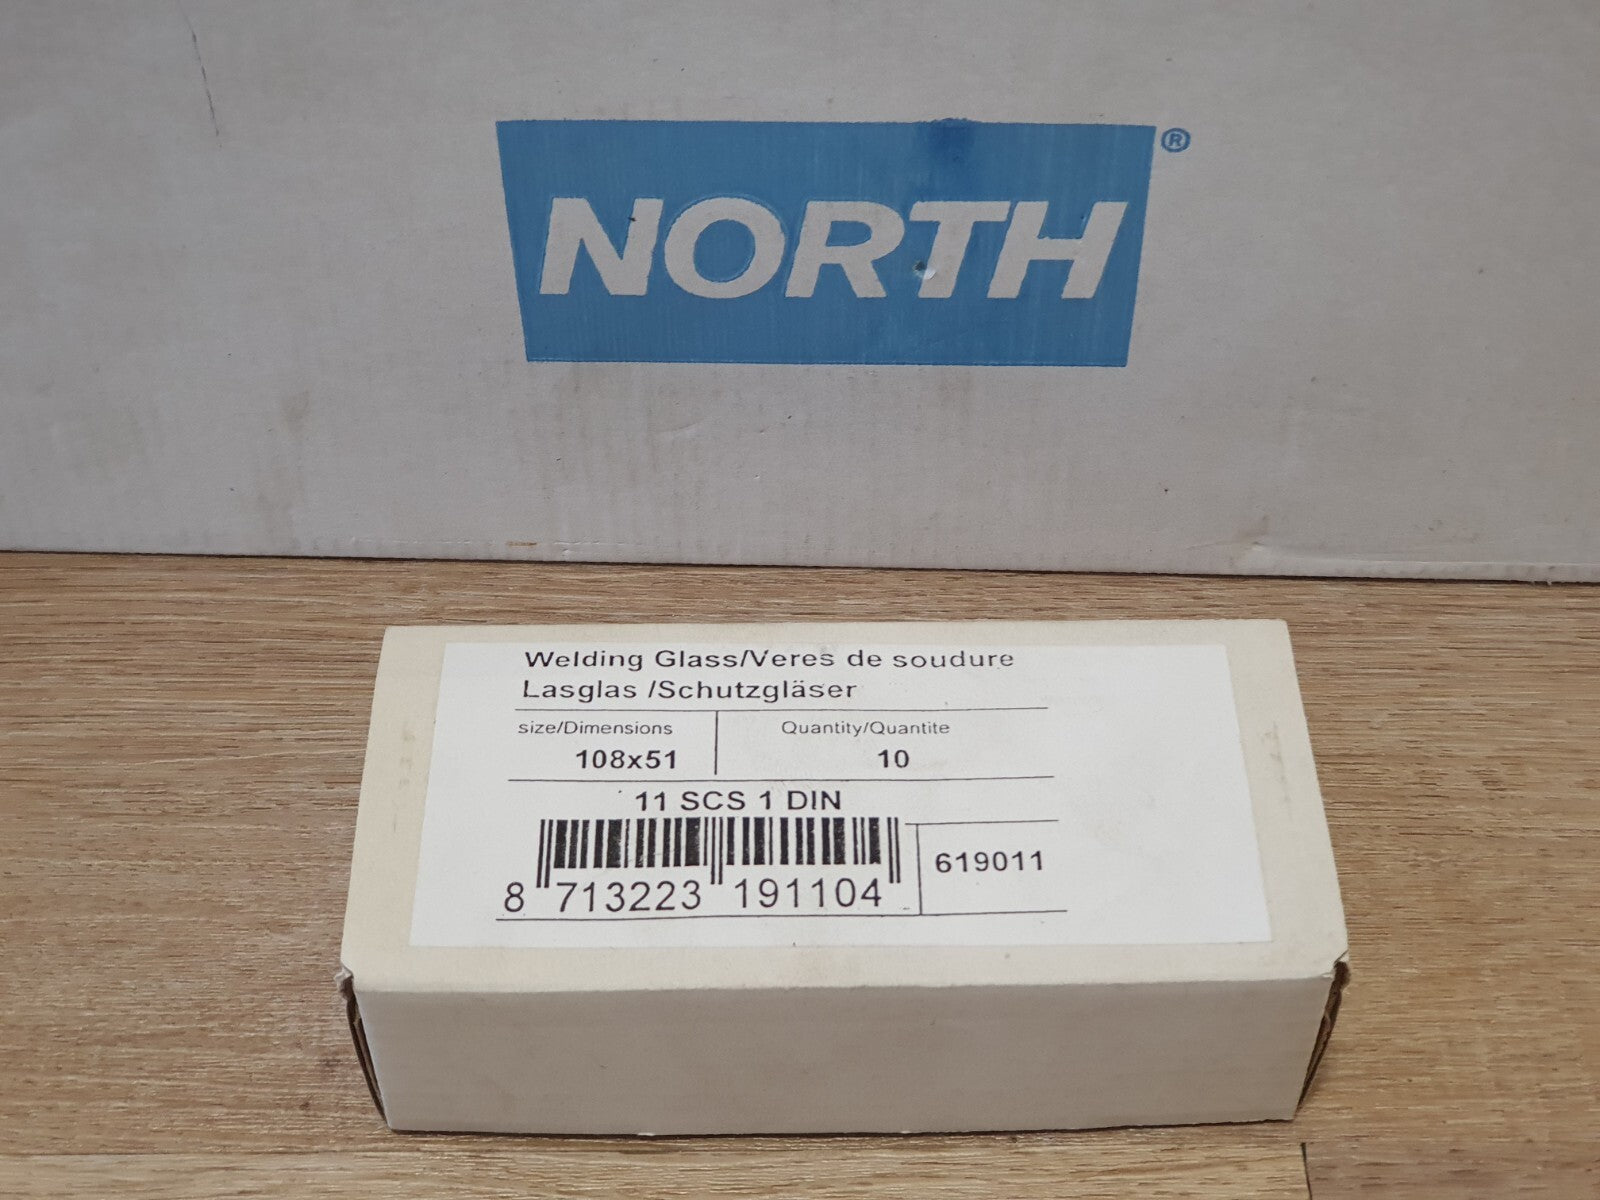 NORTH®
Welding Glass/Veres de soudure
Lasglas /Schutzgläser
size/Dimensions
108x51
Quantity/Quantite
10
11 SCS 1 DIN
8 713223 191104
619011